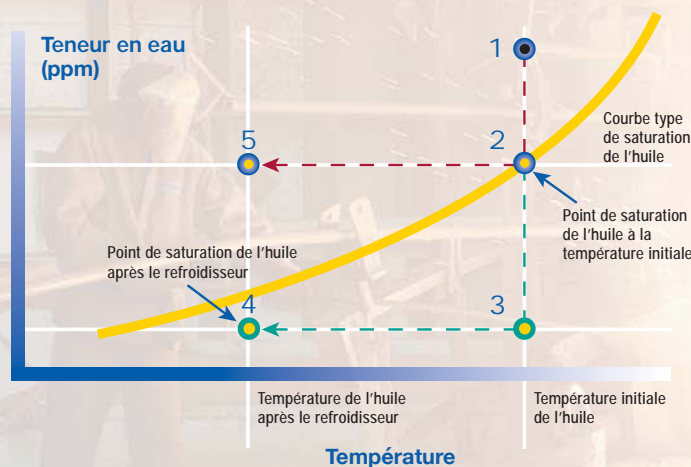 Teneur en eau
(ppm)
1
Courbe type
de saturation
de l'huile
5
2
Point de saturation
de l'huile à la
température initiale
Point de saturation de l'huile
après le refroidisseur
4
3
Température de l'huile
après le refroidisseur
Température initiale
de l'huile
Température